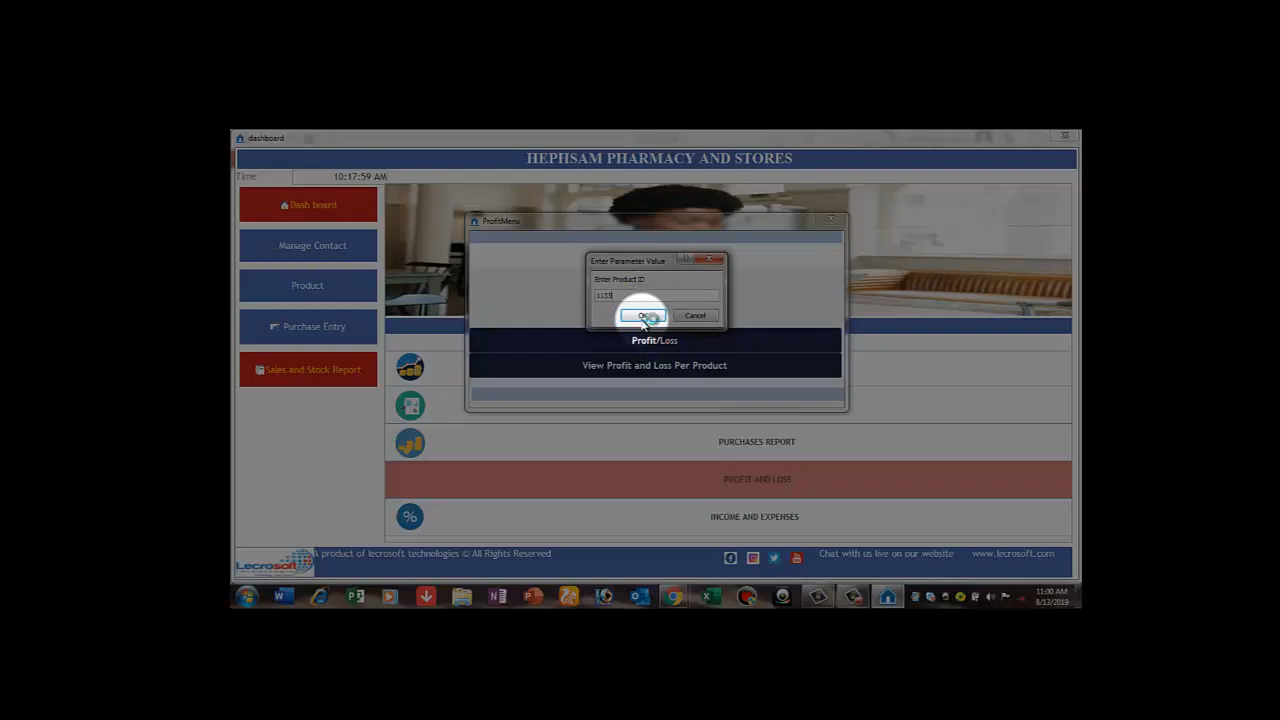 dashboard
HEPHSAM PHARMACY AND STORES
Time
10:17:59 AM
Dash board
Manage Contact
Product
Purchase Entry
Sales and Stock Report
ProfitMenu
Enter Parameter Value
Enter Product ID
1133
OK
Cancel
Profit/Loss
View Profit and Loss Per Product
PURCHASES REPORT
PROFIT AND LOSS
%
INCOME AND EXPENSES
Lecrosoft
A product of lecrosoft technologies © All Rights Reserved
Chat with us live on our website
www.lecrosoft.com
11:00 AM
8/13/2019